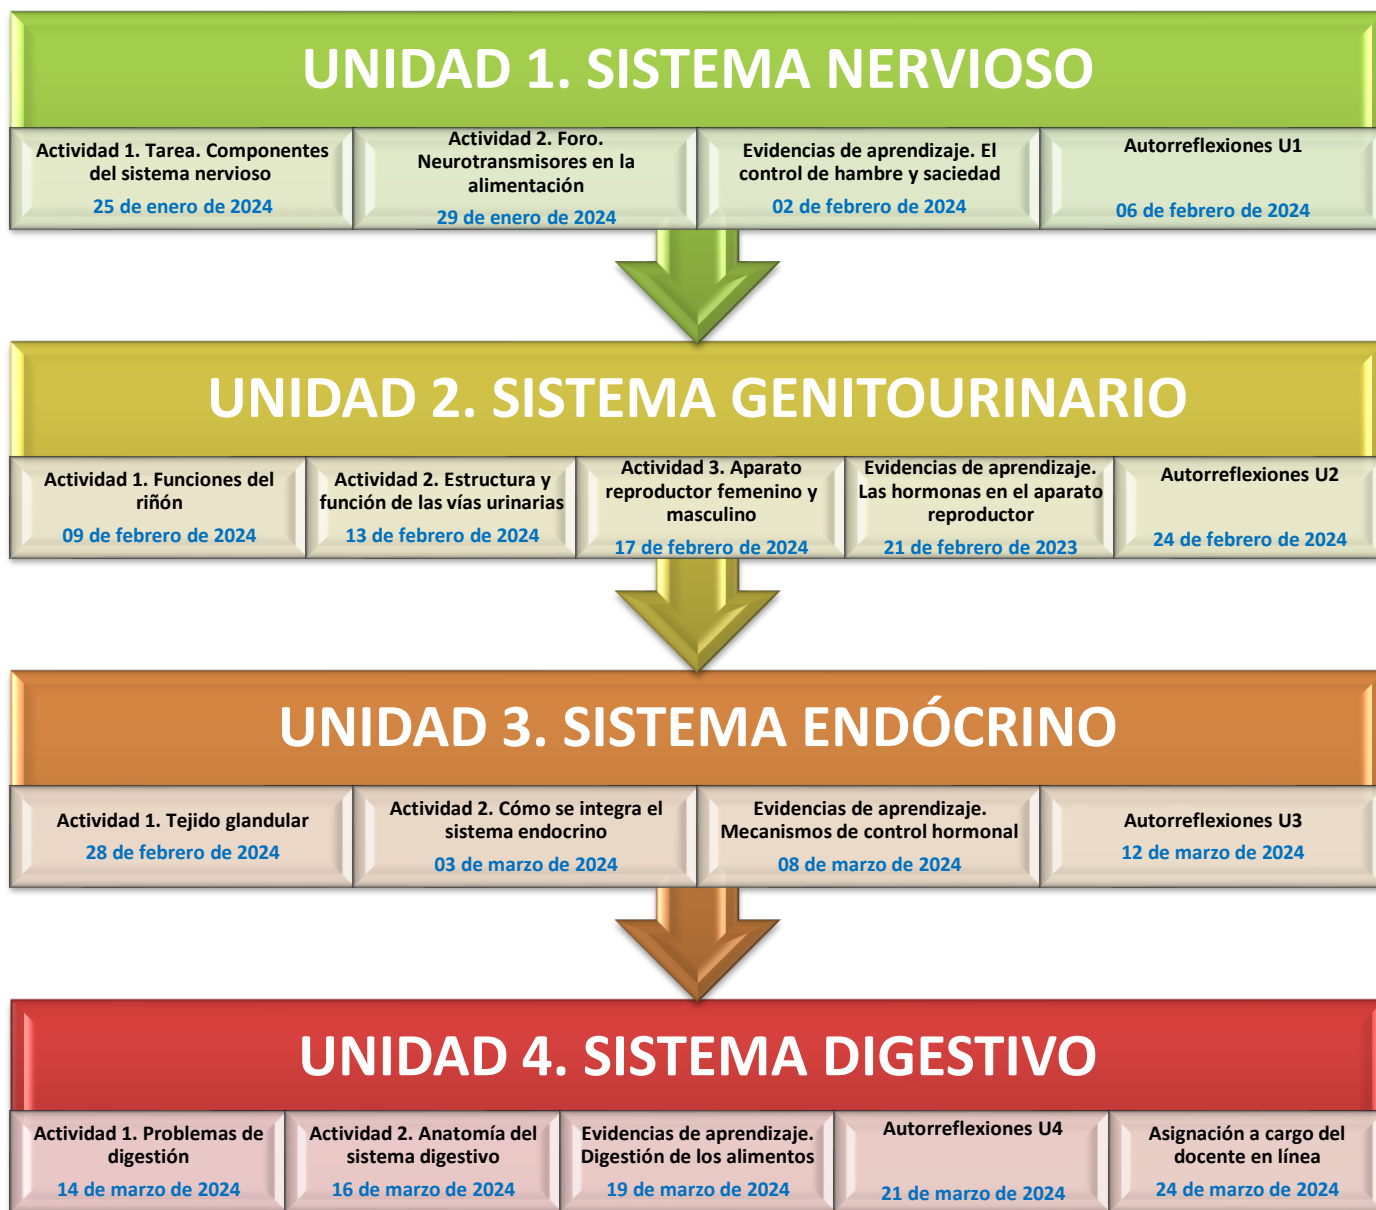 UNIDAD 1. SISTEMA NERVIOSO
Actividad 1. Tarea. Componentes
del sistema nervioso
25 de enero de 2024
Actividad 2. Foro.
Neurotransmisores en la
alimentación
29 de enero de 2024
Evidencias de aprendizaje. El
control de hambre y saciedad
02 de febrero de 2024
Autorreflexiones U1
06 de febrero de 2024
UNIDAD 2. SISTEMA GENITOURINARIO
Actividad 1. Funciones del
riñón
09 de febrero de 2024
Actividad 2. Estructura y
función de las vías urinarias
13 de febrero de 2024
Actividad 3. Aparato
reproductor femenino y
masculino
17 de febrero de 2024
Evidencias de aprendizaje.
Las hormonas en el aparato
reproductor
21 de febrero de 2023
Autorreflexiones U2
24 de febrero de 2024
UNIDAD 3. SISTEMA ENDÓCRINO
Actividad 1. Tejido glandular
28 de febrero de 2024
Actividad 2. Cómo se integra el
sistema endocrino
03 de marzo de 2024
Evidencias de aprendizaje.
Mecanismos de control hormonal
08 de marzo de 2024
Autorreflexiones U3
12 de marzo de 2024
UNIDAD 4. SISTEMA DIGESTIVO
Actividad 1. Problemas de
digestión
14 de marzo de 2024
Actividad 2. Anatomía del
sistema digestivo
16 de marzo de 2024
Evidencias de aprendizaje.
Digestión de los alimentos
19 de marzo de 2024
Autorreflexiones U4
21 de marzo de 2024
Asignación a cargo del
docente en línea
24 de marzo de 2024